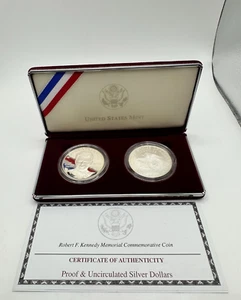 UNITED STATES MINT
Robert F. Kennedy Memorial Commemorative Coin
CERTIFICATE OF AUTHENTICITY
Proof & Uncirculated Silver Dollars